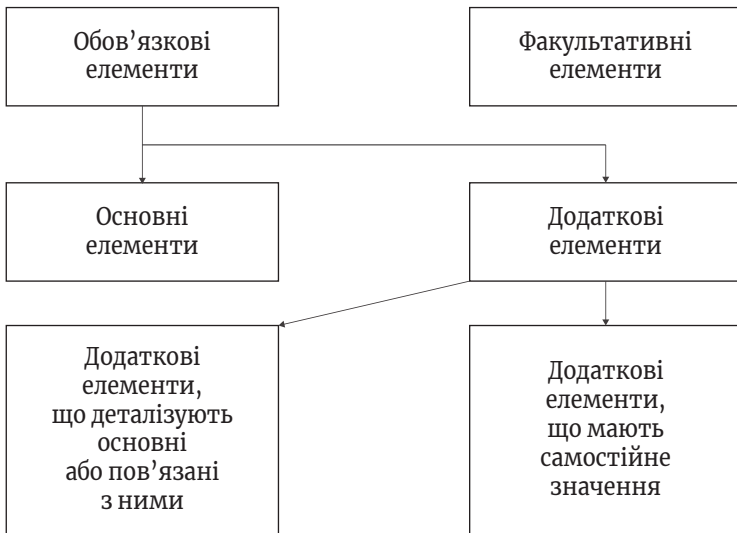 Обов’язкові
елементи
Факультативні
елементи
Основні
елементи
Додаткові
елементи
Додаткові
елементи,
що деталізують
основні
або пов’язані
з ними
Додаткові
елементи,
що мають
самостійне
значення